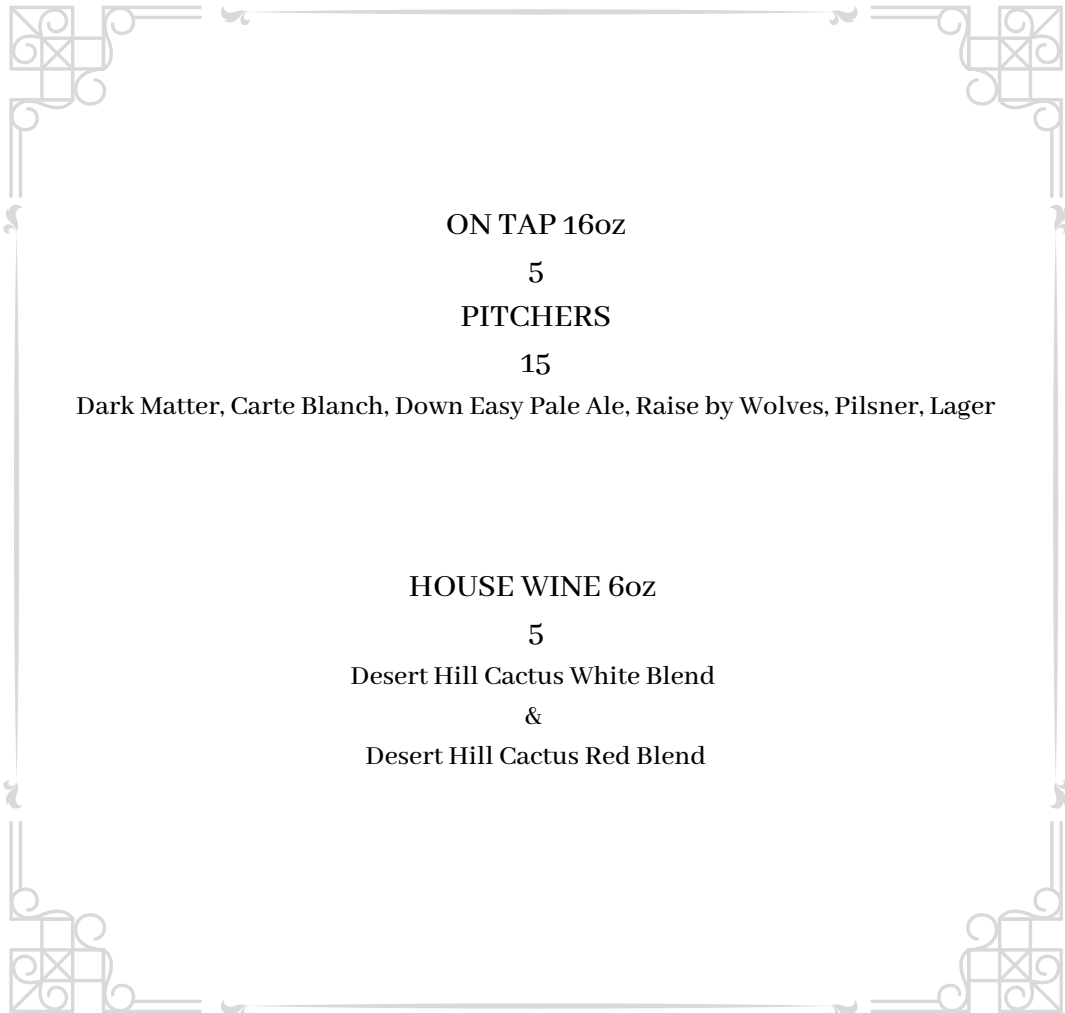 ON TAP 16oz
5
PITCHERS
15
Dark Matter, Carte Blanch, Down Easy Pale Ale, Raise by Wolves, Pilsner, Lager
HOUSE WINE 6oz
5
Desert Hill Cactus White Blend
&
Desert Hill Cactus Red Blend